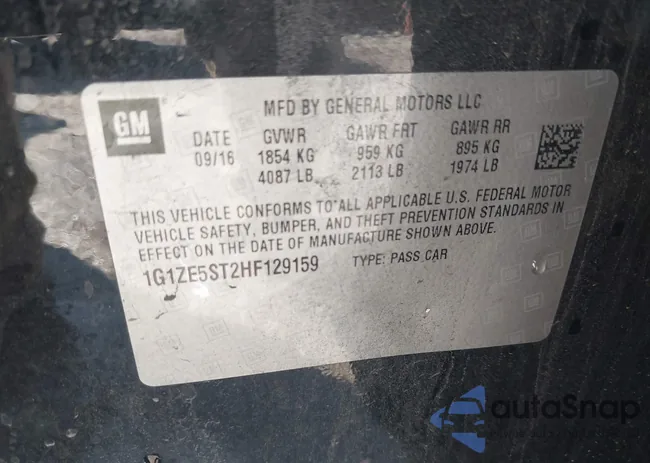 GM
MFD BY GENERAL MOTORS LLC
DATE GVWR GAWR FRT GAWR RR
09/16 1854 KG 959 KG 895 KG
4087 LB 2113 LB 1974 LB
THIS VEHICLE CONFORMS TO ALL APPLICABLE U.S. FEDERAL MOTOR
VEHICLE SAFETY, BUMPER, AND THEFT PREVENTION STANDARDS IN
EFFECT ON THE DATE OF MANUFACTURE SHOWN ABOVE.
1G1ZE5ST2HF129159 TYPE: PASS CAR
autoSnap